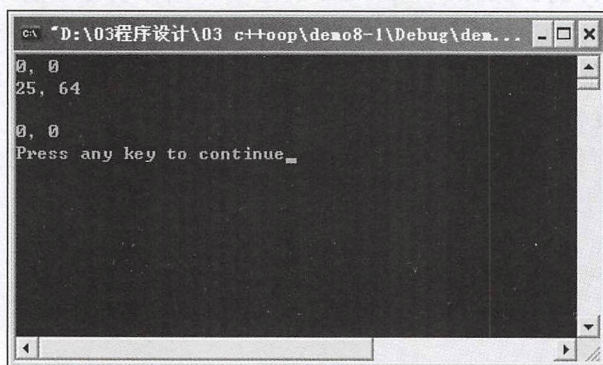 "D:\03程序设计\03 c++oop\demo8-1\Debug\dem...
0, 0
25, 64
0, 0
Press any key to continue